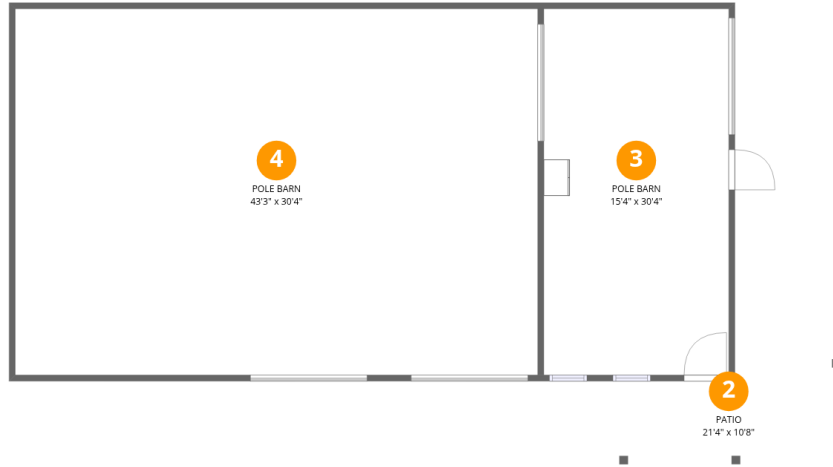 4
POLE BARN
43'3" x 30'4"
3
POLE BARN
15'4" x 30'4"
2
PATIO
21'4" x 10'8"